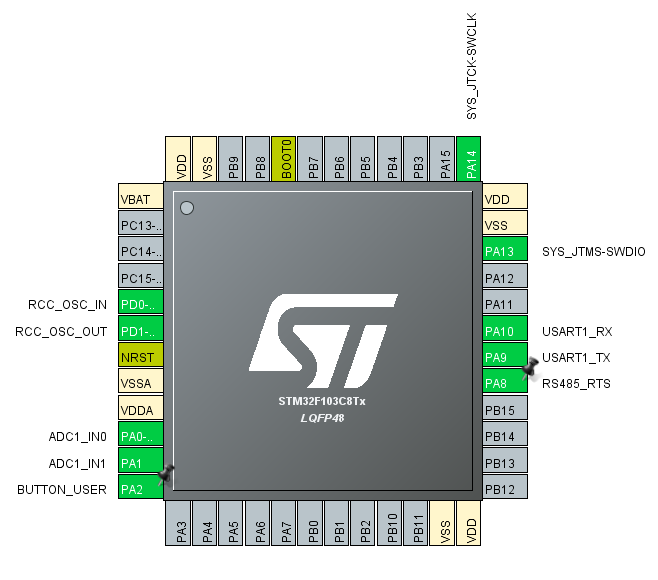 SYS_JTCK-SWCLK
VDD
VSS
PB9
PB8
BOOT0
PB7
PB6
PB5
PB4
PB3
PA15
PA14
VBAT
PC13-..
PC14-..
PC15-..
RCC_OSC_IN PD0-..
RCC_OSC_OUT PD1-..
NRST
VSSA
VDDA
ADC1_IN0 PA0-..
ADC1_IN1 PA1
BUTTON_USER PA2
STM32F103C8Tx
LQFP48
VDD
VSS
PA13 SYS_JTMS-SWDIO
PA12
PA11
PA10 USART1_RX
PA9 USART1_TX
PA8 RS485_RTS
PB15
PB14
PB13
PB12
PA3
PA4
PA5
PA6
PA7
PB0
PB1
PB2
PB10
PB11
VSS
VDD